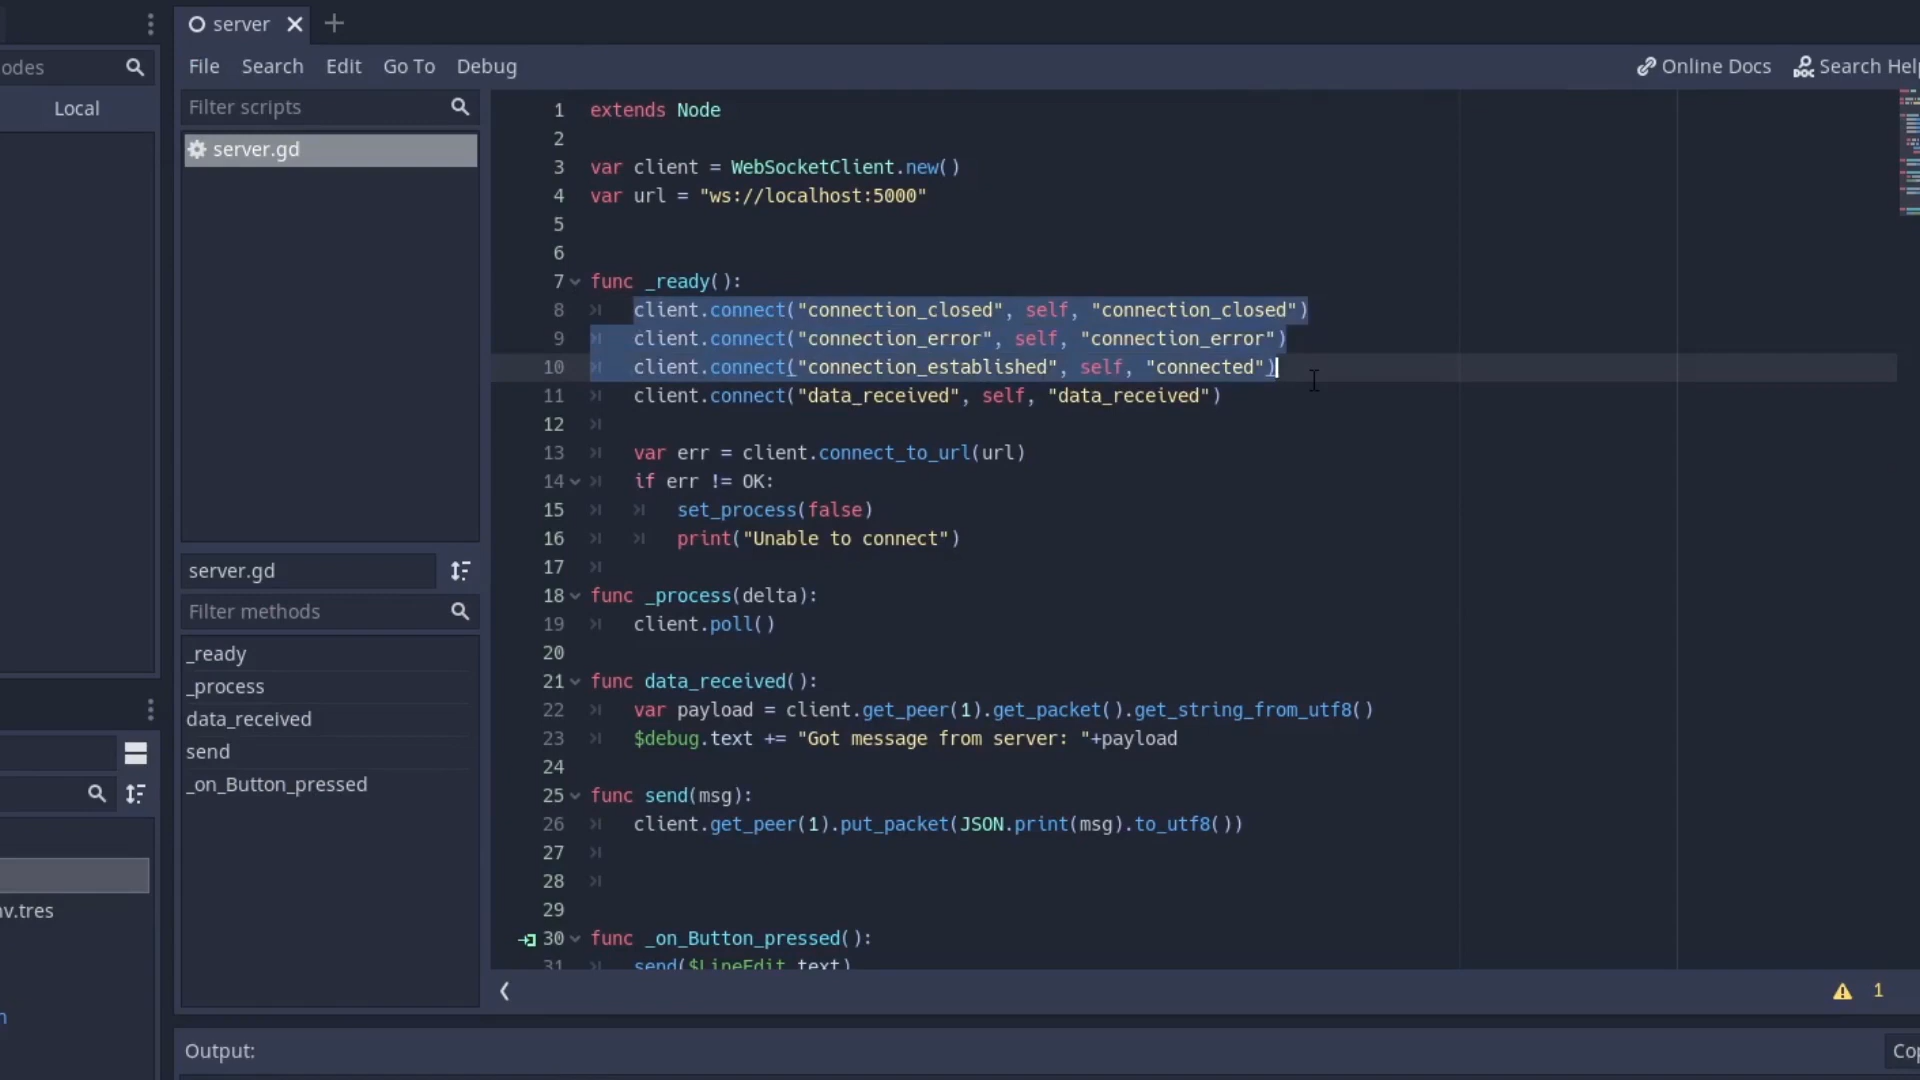 server
File Search Edit Go To Debug
Online Docs
Search Help
odes
Local
Filter scripts
server.gd
server.gd
Filter methods
_ready
_process
data_received
send
_on_Button_pressed
v.tres
1 extends Node
2
3 var client = WebSocketClient.new()
4 var url = "ws://localhost:5000"
5
6
7 func _ready():
8 client.connect("connection_closed", self, "connection_closed")
9 client.connect("connection_error", self, "connection_error")
10 client.connect("connection_established", self, "connected")
11 client.connect("data_received", self, "data_received")
12
13 var err = client.connect_to_url(url)
14 if err != OK:
15 set_process(false)
16 print("Unable to connect")
17
18 func _process(delta):
19 client.poll()
20
21 func data_received():
22 var payload = client.get_peer(1).get_packet().get_string_from_utf8()
23 $debug.text += "Got message from server: "+payload
24
25 func send(msg):
26 client.get_peer(1).put_packet(JSON.print(msg).to_utf8())
27
28
29
30 func _on_Button_pressed():
31 send($LineEdit.text)
1
Output:
Cop